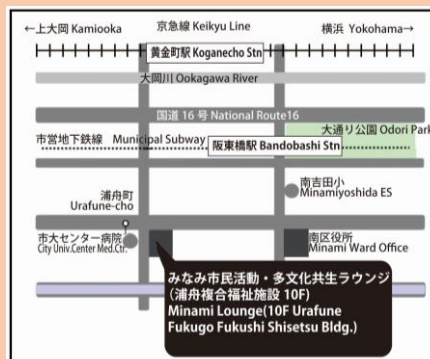 ←上大岡 Kamiooka
京急線 Keikyu Line
横浜 Yokohama→
黄金町駅 Koganecho Stn
大岡川 Ookagawa River
国道 16 号 National Route16
大通り公園 Odori Park
市営地下鉄線 Municipal Subway
阪東橋駅 Bandobashi Stn
浦舟町
Urafune-cho
南吉田小
Minamiyoshida ES
市大センター病院
City Univ.Center Med.Ctr.
南区役所
Minami Ward Office
みなみ市民活動・多文化共生ラウンジ
(浦舟複合福祉施設 10F)
Minami Lounge(10F Urafune
Fukugo Fukushi Shisetsu Bldg.)